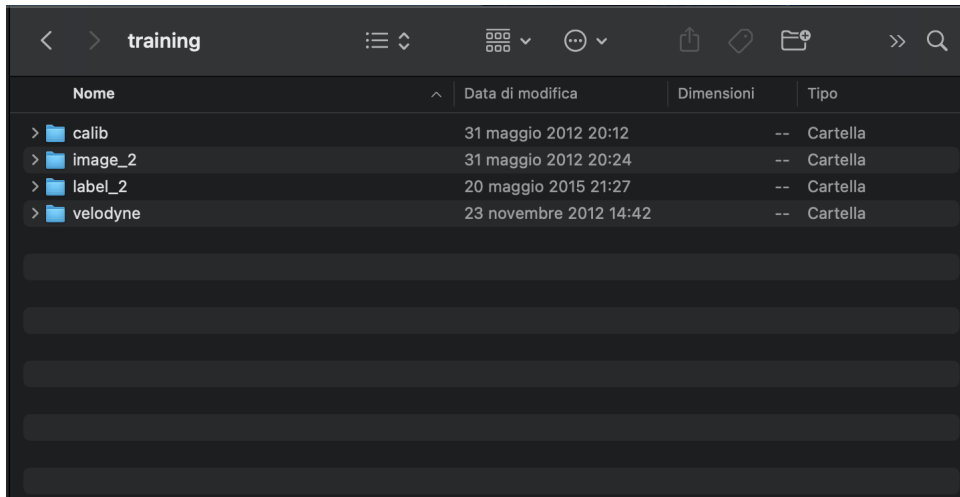 training
Nome Data di modifica Dimensioni Tipo
calib 31 maggio 2012 20:12 -- Cartella
image_2 31 maggio 2012 20:24 -- Cartella
label_2 20 maggio 2015 21:27 -- Cartella
velodyne 23 novembre 2012 14:42 -- Cartella